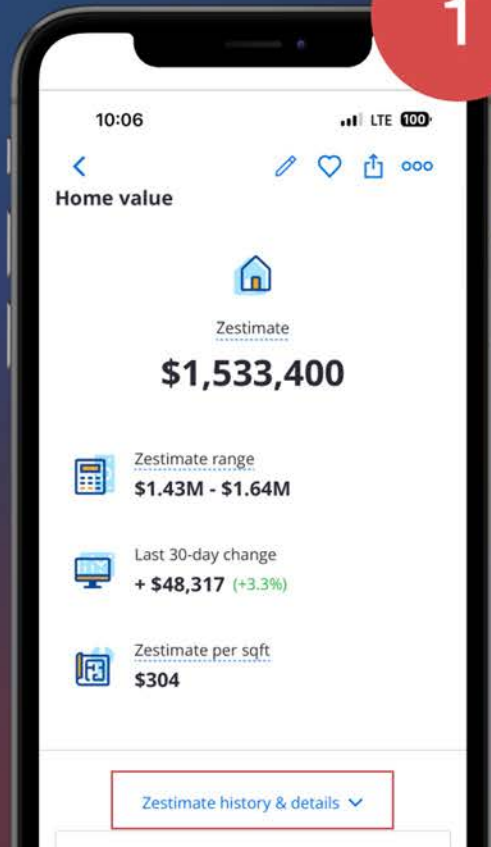 1
10:06 LTE 100
Home value
Zestimate
$1,533,400
Zestimate range
$1.43M - $1.64M
Last 30-day change
+ $48,317 (+3.3%)
Zestimate per sqft
$304
Zestimate history & details